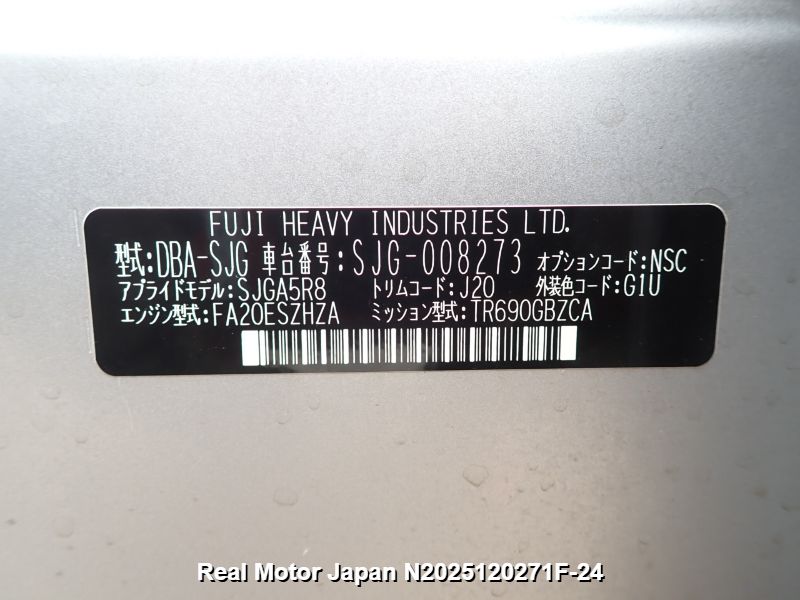 FUJI HEAVY INDUSTRIES LTD.
型式:DBA-SJG 車台番号:SJG-008273 オプションコード:NSC
アプライドモデル:SJGA5R8 トリムコード:J20 外装色コード:G1U
エンジン型式:FA20ESZHZA ミッション型式:TR690GBZCA
Real Motor Japan N2025120271F-24